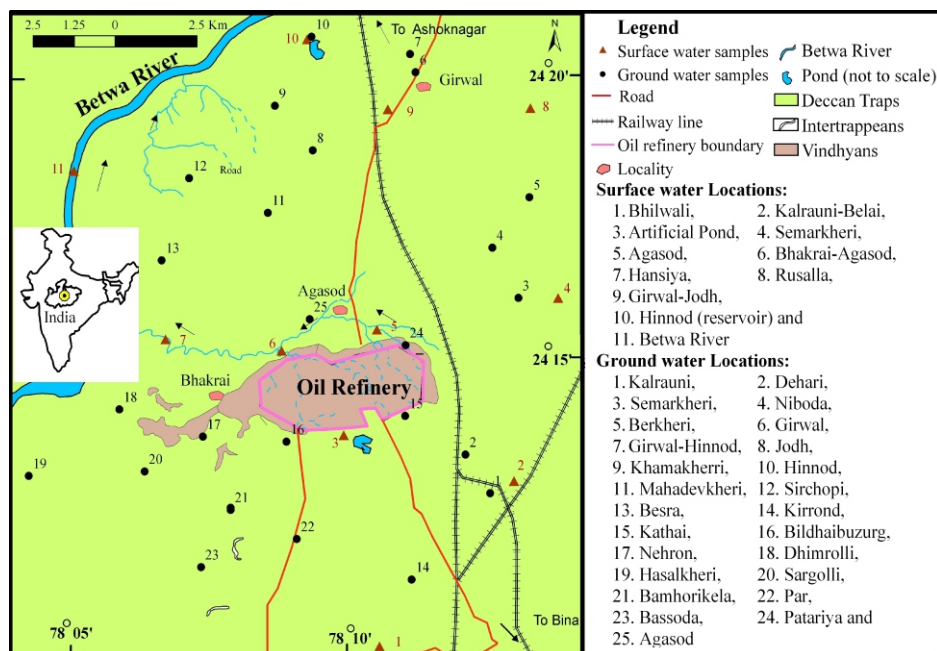 2.5 1.25 0 2.5 Km
To Ashoknagar
N
Betwa River
Girwal
24 20'
Road
India
Agasod
24 15'
Bhakrai
Oil Refinery
To Bina
78 05'
78 10'
10
10
7
6
9
9
8
8
11
12
11
5
13
4
3
4
25
5
24
7
6
18
17
16
3
15
2
2
1
19
20
21
22
23
14
1
Legend
Surface water samples
Betwa River
Ground water samples
Pond (not to scale)
Road
Deccan Traps
Railway line
Intertrappeans
Oil refinery boundary
Vindhyans
Locality
Surface water Locations:
1. Bhilwali, 2. Kalrauni-Belai,
3. Artificial Pond, 4. Semarkheri,
5. Agasod, 6. Bhakrai-Agasod,
7. Hansiya, 8. Rusalla,
9. Girwal-Jodh,
10. Hinnod (reservoir) and
11. Betwa River
Ground water Locations:
1. Kalrauni, 2. Dehari,
3. Semarkheri, 4. Niboda,
5. Berkheri, 6. Girwal,
7. Girwal-Hinnod, 8. Jodh,
9. Khamakherri, 10. Hinnod,
11. Mahadevkheri, 12. Sirchopi,
13. Besra, 14. Kirrond,
15. Kathai, 16. Bildhaibuzurg,
17. Nehron, 18. Dhimrolli,
19. Hasalkheri, 20. Sargolli,
21. Bamhorikela, 22. Par,
23. Bassoda, 24. Patariya and
25. Agasod